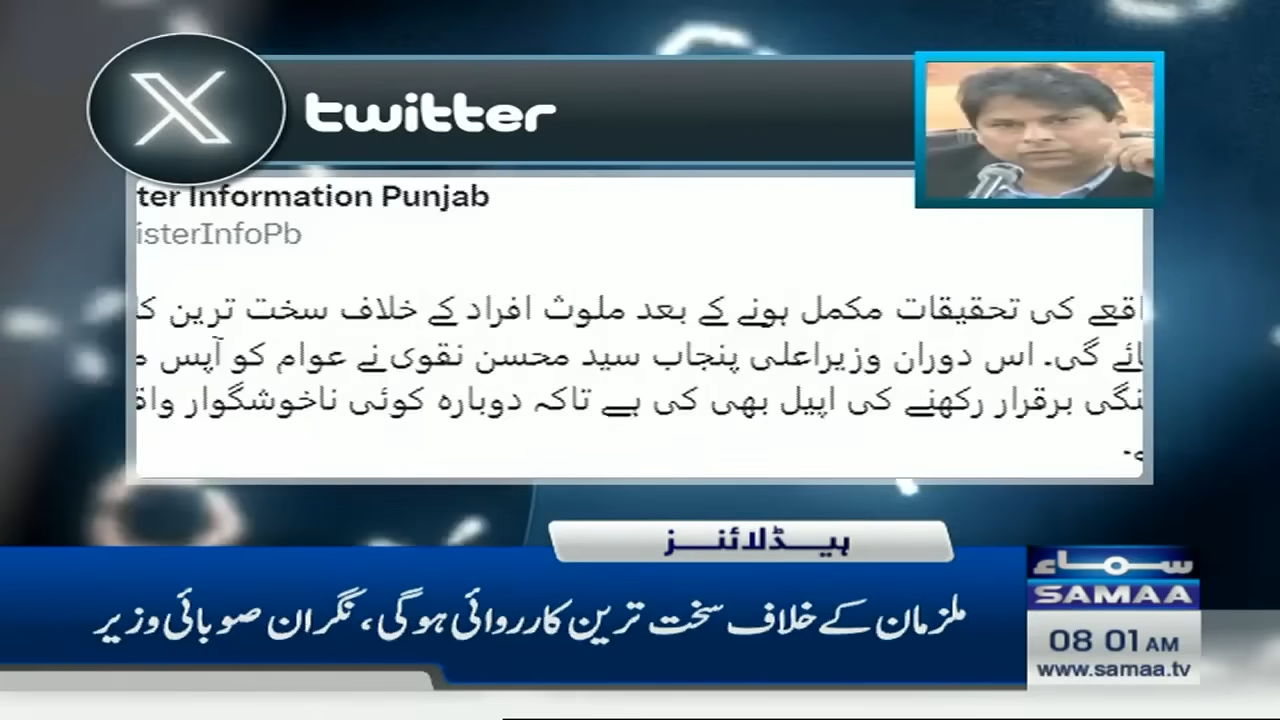 twitter
ter Information Punjab
isterInfoPb
اقعے کی تحقیقات مکمل ہونے کے بعد ملوث افراد کے خلاف سخت ترین کا
ائے گی۔ اس دوران وزیراعلی پنجاب سید محسن نقوی نے عوام کو آپس م
نگی برقرار رکھنے کی اپیل بھی کی ہے تاکہ دوبارہ کوئی ناخوشگوار واق
ہیڈلائنز
ملزمان کے خلاف سخت ترین کارروائی ہوگی، نگران صوبائی وزیر
سماء
SAMAA
08 01 AM
www.samaa.tv